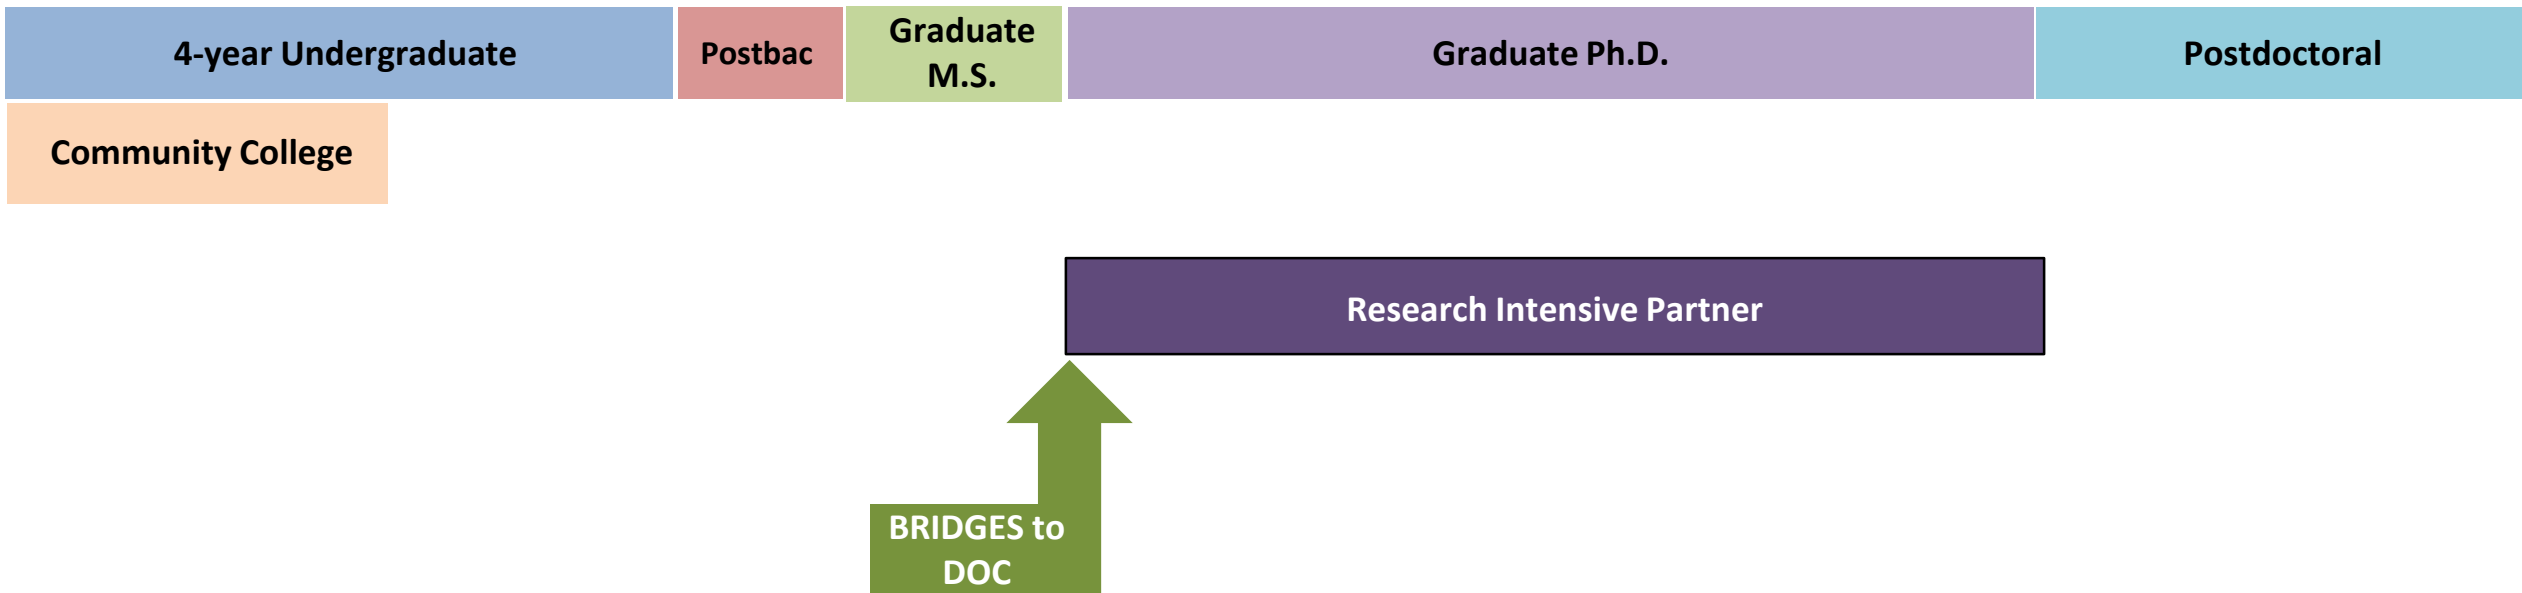 4-year Undergraduate
Postbac
Graduate
M.S.
Graduate Ph.D.
Postdoctoral
Community College
Research Intensive Partner
BRIDGES to
DOC